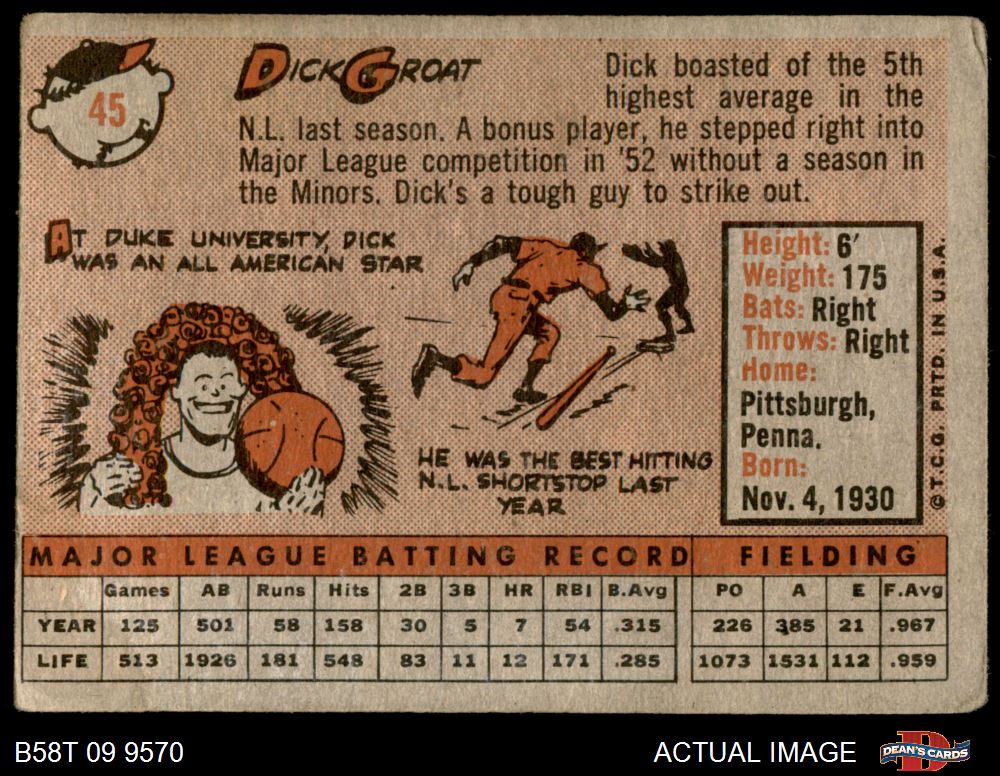 45
DICK GROAT
Dick boasted of the 5th
highest average in the
N.L. last season. A bonus player, he stepped right into
Major League competition in '52 without a season in
the Minors. Dick's a tough guy to strike out.
AT DUKE UNIVERSITY, DICK
WAS AN ALL AMERICAN STAR
HE WAS THE BEST HITTING
N.L. SHORTSTOP LAST
YEAR
Height: 6'
Weight: 175
Bats: Right
Throws: Right
Home:
Pittsburgh,
Penna.
Born:
Nov. 4, 1930
© T.C.G. PRTD. IN U.S.A.
MAJOR LEAGUE BATTING RECORD FIELDING
Games AB Runs Hits 2B 3B HR RBI B.Avg PO A E F.Avg
YEAR 125 501 58 158 30 5 7 54 .315 226 385 21 .967
LIFE 513 1926 181 548 83 11 12 171 .285 1073 1531 112 .959
B58T 09 9570 ACTUAL IMAGE DEAN'S CARDS